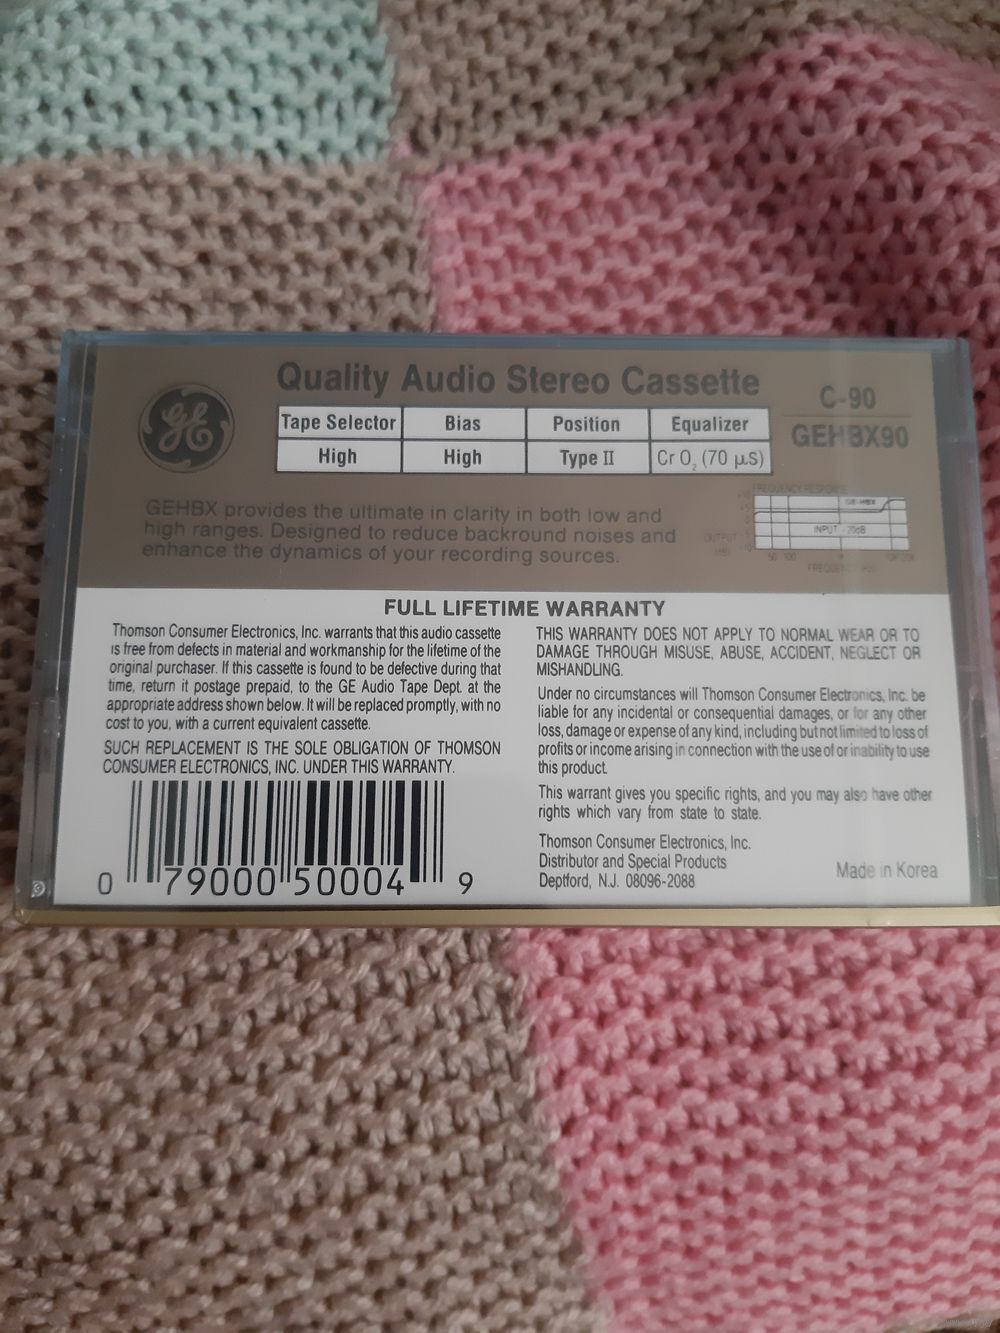 Quality Audio Stereo Cassette
C-90
GEHBX90
GE
Tape Selector Bias Position Equalizer
High High Type II Cr O2 (70 µS)
GEHBX provides the ultimate in clarity in both low and
high ranges. Designed to reduce backround noises and
enhance the dynamics of your recording sources.
FREQUENCY RESPONSE
GE-HBX
INPUT -20dB
OUTPUT
50 100
FULL LIFETIME WARRANTY
Thomson Consumer Electronics, Inc. warrants that this audio cassette
is free from defects in material and workmanship for the lifetime of the
original purchaser. If this cassette is found to be defective during that
time, return it postage prepaid, to the GE Audio Tape Dept. at the
appropriate address shown below. It will be replaced promptly, with no
cost to you, with a current equivalent cassette.
SUCH REPLACEMENT IS THE SOLE OBLIGATION OF THOMSON
CONSUMER ELECTRONICS, INC. UNDER THIS WARRANTY.
0 79000 50004 9
THIS WARRANTY DOES NOT APPLY TO NORMAL WEAR OR TO
DAMAGE THROUGH MISUSE, ABUSE, ACCIDENT, NEGLECT OR
MISHANDLING.
Under no circumstances will Thomson Consumer Electronics, Inc. be
liable for any incidental or consequential damages, or for any other
loss, damage or expense of any kind, including but not limited to loss of
profits or income arising in connection with the use of or inability to use
this product.
This warrant gives you specific rights, and you may also have other
rights which vary from state to state.
Thomson Consumer Electronics, Inc.
Distributor and Special Products
Deptford, N.J. 08096-2088
Made in Korea